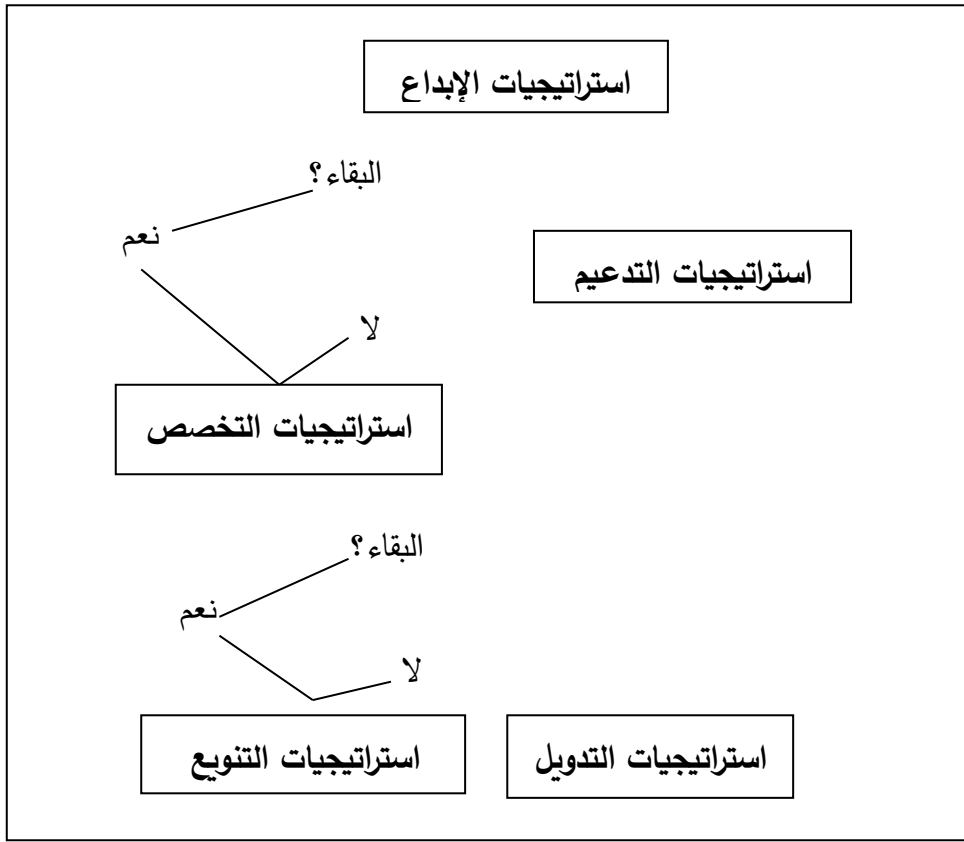 استراتيجيات الإبداع
البقاء؟
نعم
استراتيجيات التدعيم
لا
استراتيجيات التخصص
البقاء؟
نعم
لا
استراتيجيات التدويل
استراتيجيات التنويع